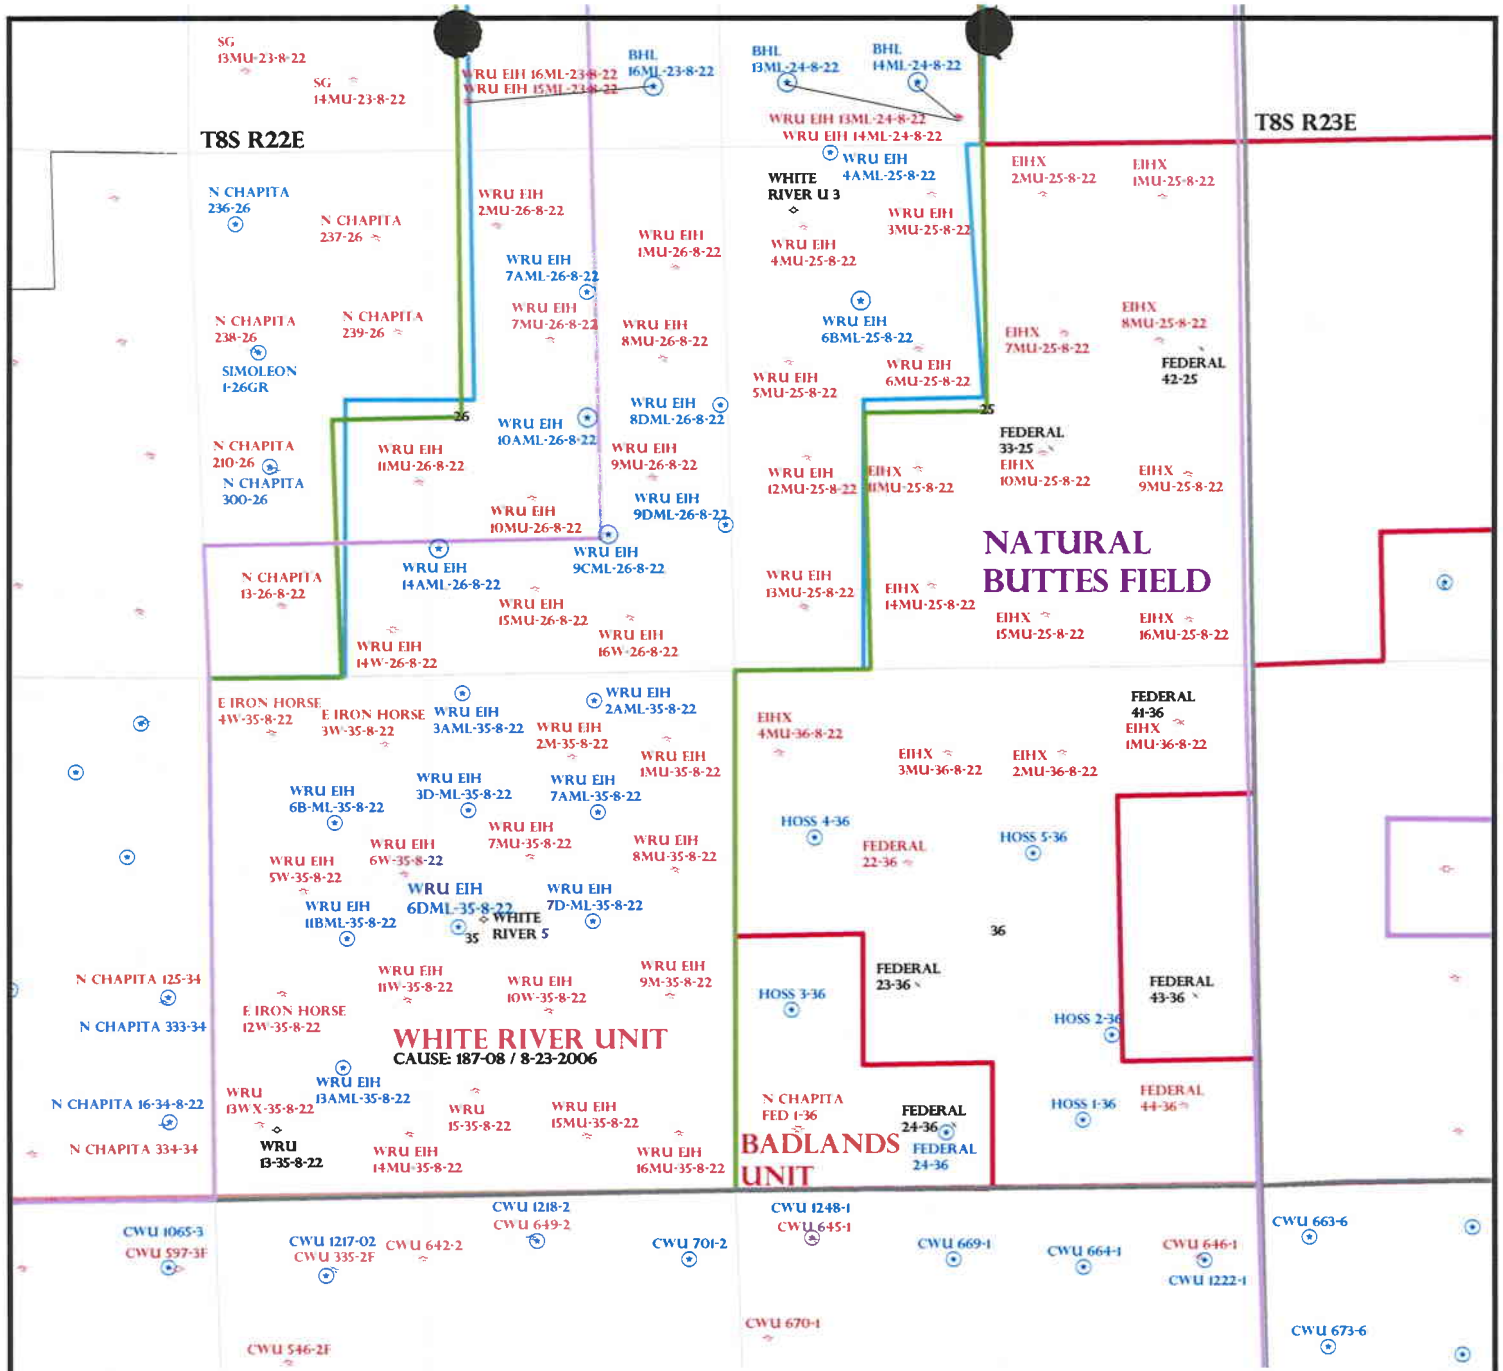 SG
13MU-23-8-22
SG
14MU-23-8-22
WRU EIH 16ML-23-8-22
WRU EIH 15ML-23-8-22
BHL
16ML-23-8-22
BHL
13ML-24-8-22
BHL
14ML-24-8-22
WRU EIH 13ML-24-8-22
WRU EIH 14ML-24-8-22
T8S R22E
T8S R23E
N CHAPITA
236-26
N CHAPITA
237-26
WRU EIH
2MU-26-8-22
WRU EIH
1MU-26-8-22
WRU EIH
7AML-26-8-22
WRU EIH
7MU-26-8-22
WRU EIH
8MU-26-8-22
WRU EIH
4AML-25-8-22
WHITE
RIVER U 3
WRU EIH
3MU-25-8-22
WRU EIH
4MU-25-8-22
EIHX
2MU-25-8-22
EIHX
1MU-25-8-22
N CHAPITA
238-26
N CHAPITA
239-26
SIMOLEON
1-26GR
WRU EIH
6BML-25-8-22
WRU EIH
5MU-25-8-22
WRU EIH
6MU-25-8-22
EIHX
7MU-25-8-22
EIHX
8MU-25-8-22
FEDERAL
42-25
26
25
WRU EIH
10AML-26-8-22
WRU EIH
8DML-26-8-22
N CHAPITA
210-26
N CHAPITA
300-26
WRU EIH
11MU-26-8-22
WRU EIH
9MU-26-8-22
WRU EIH
10MU-26-8-22
WRU EIH
9DML-26-8-22
WRU EIH
12MU-25-8-22
EIHX
11MU-25-8-22
FEDERAL
33-25
EIHX
10MU-25-8-22
EIHX
9MU-25-8-22
NATURAL
BUTTES FIELD
N CHAPITA
13-26-8-22
WRU EIH
14AML-26-8-22
WRU EIH
9CML-26-8-22
WRU EIH
15MU-26-8-22
WRU EIH
14W-26-8-22
WRU EIH
16W-26-8-22
WRU EIH
13MU-25-8-22
EIHX
14MU-25-8-22
EIHX
15MU-25-8-22
EIHX
16MU-25-8-22
E IRON HORSE
4W-35-8-22
E IRON HORSE
3W-35-8-22
WRU EIH
3AML-35-8-22
WRU EIH
2AML-35-8-22
WRU EIH
2M-35-8-22
WRU EIH
1MU-35-8-22
EIHX
4MU-36-8-22
EIHX
3MU-36-8-22
EIHX
2MU-36-8-22
FEDERAL
41-36
EIHX
1MU-36-8-22
WRU EIH
6B-ML-35-8-22
WRU EIH
3D-ML-35-8-22
WRU EIH
7AML-35-8-22
WRU EIH
7MU-35-8-22
WRU EIH
8MU-35-8-22
WRU EIH
5W-35-8-22
WRU EIH
6W-35-8-22
HOSS 4-36
FEDERAL
22-36
HOSS 5-36
WRU EIH
6DML-35-8-22
WRU EIH
7D-ML-35-8-22
WRU EIH
11BML-35-8-22
35
WHITE
RIVER 5
36
N CHAPITA 125-34
N CHAPITA 333-34
E IRON HORSE
12W-35-8-22
WRU EIH
11W-35-8-22
WRU EIH
10W-35-8-22
WRU EIH
9M-35-8-22
HOSS 3-36
FEDERAL
23-36
FEDERAL
43-36
HOSS 2-36
WHITE RIVER UNIT
CAUSE: 187-08 / 8-23-2006
WRU EIH
13AML-35-8-22
N CHAPITA 16-34-8-22
N CHAPITA 334-34
WRU
13WX-35-8-22
WRU
13-35-8-22
WRU EIH
14MU-35-8-22
WRU
15-35-8-22
WRU EIH
15MU-35-8-22
WRU EIH
16MU-35-8-22
N CHAPITA
FED 1-36
BADLANDS
UNIT
FEDERAL
24-36
FEDERAL
24-36
HOSS 1-36
FEDERAL
44-36
CWU 1065-3
CWU 597-3F
CWU 1217-02
CWU 335-2F
CWU 642-2
CWU 1218-2
CWU 649-2
CWU 701-2
CWU 1248-1
CWU 645-1
CWU 669-1
CWU 664-1
CWU 646-1
CWU 1222-1
CWU 663-6
CWU 546-2F
CWU 670-1
CWU 673-6